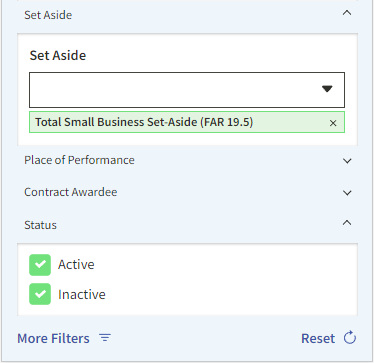 Set Aside
Set Aside
Total Small Business Set-Aside (FAR 19.5) ×
Place of Performance
Contract Awardee
Status
Active
Inactive
More Filters
Reset